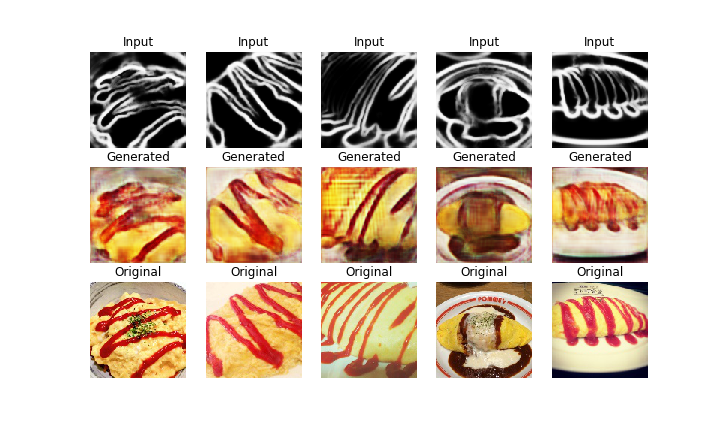 Input Input Input Input Input
Generated Generated Generated Generated Generated
Original Original Original Original Original